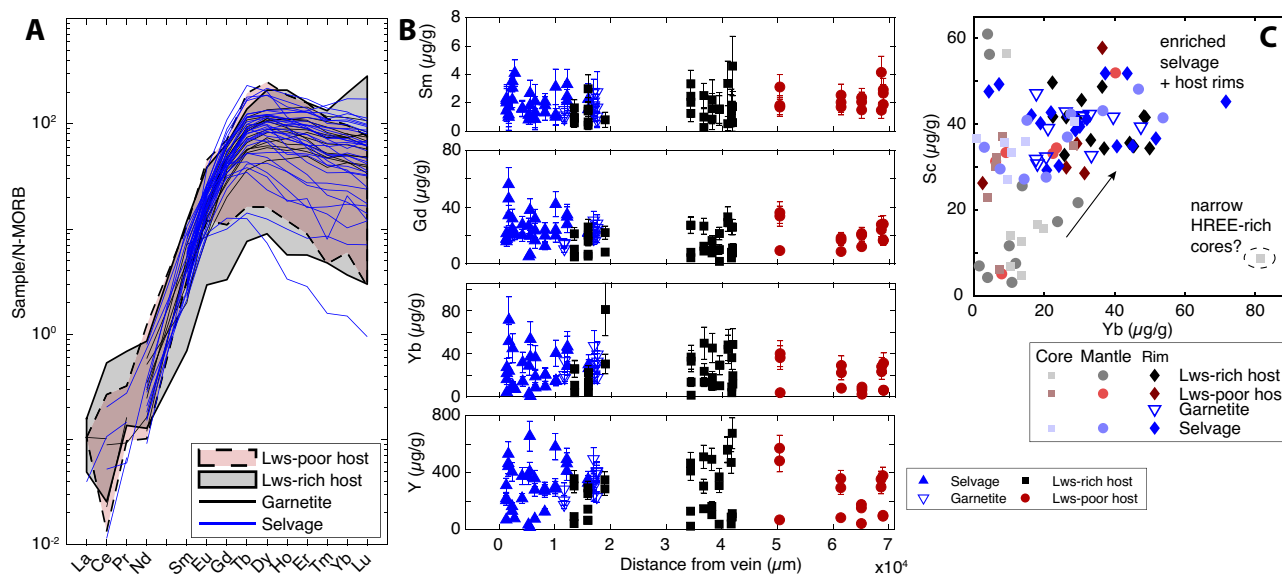 A
Sample/N-MORB
10²
10¹
10⁰
10⁻¹
10⁻²
La
Ce
Pr
Nd
Sm
Eu
Gd
Tb
Dy
Ho
Er
Tm
Yb
Lu
Lws-poor host
Lws-rich host
Garnetite
Selvage
B
Sm (µg/g)
8
6
4
2
0
Gd (µg/g)
80
40
0
Yb (µg/g)
80
40
0
Y (µg/g)
800
400
0
0 1 2 3 4 5 6 7
Distance from vein (µm)
x10⁴
Selvage
Garnetite
Lws-rich host
Lws-poor host
C
Sc (µg/g)
60
40
20
0
0 20 40 60 80
Yb (µg/g)
enriched
selvage
+ host rims
narrow
HREE-rich
cores?
Core Mantle Rim
Lws-rich host
Lws-poor host
Garnetite
Selvage